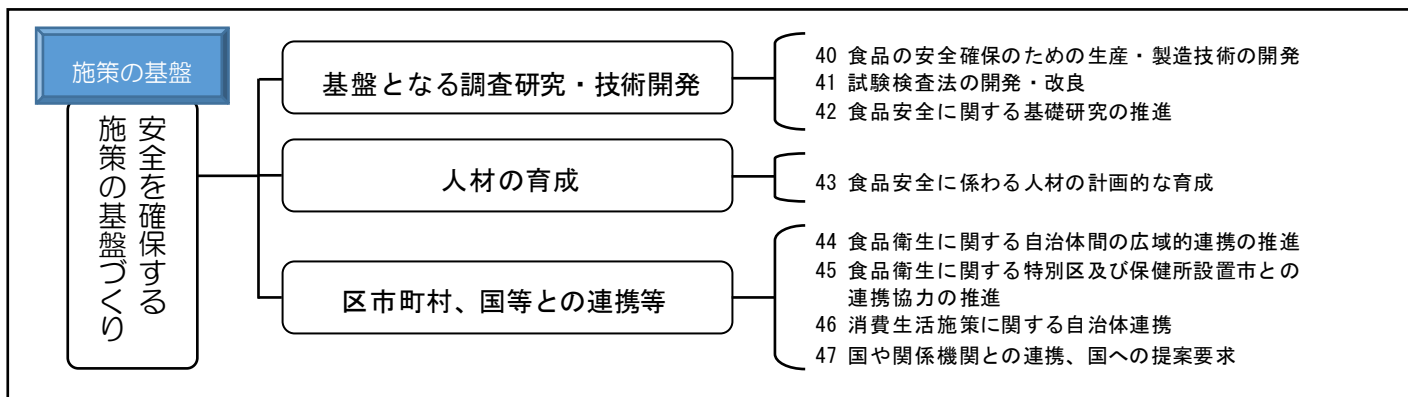 施策の基盤
安全を確保する
施策の基盤づくり
基盤となる調査研究・技術開発
40 食品の安全確保のための生産・製造技術の開発
41 試験検査法の開発・改良
42 食品安全に関する基礎研究の推進
人材の育成
43 食品安全に係わる人材の計画的な育成
区市町村、国等との連携等
44 食品衛生に関する自治体間の広域的連携の推進
45 食品衛生に関する特別区及び保健所設置市との
連携協力の推進
46 消費生活施策に関する自治体連携
47 国や関係機関との連携、国への提案要求